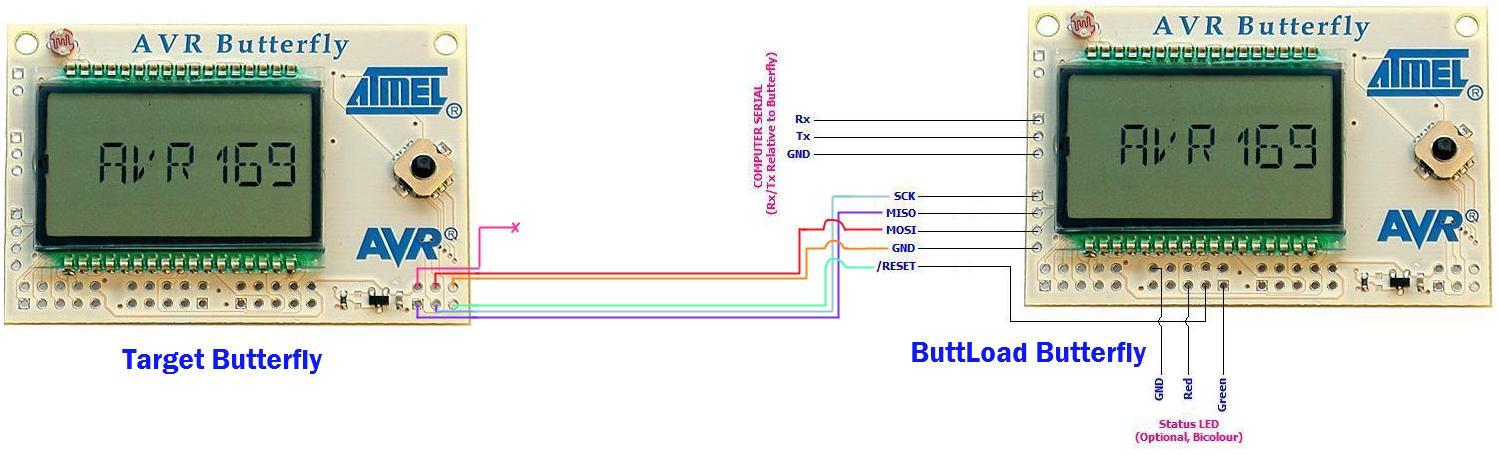 AVR Butterfly
ATMEL®
AVR 169
AVR®
Target Butterfly
COMPUTER SERIAL
(Rx/Tx Relative to Butterfly)
Rx
Tx
GND
SCK
MISO
MOSI
GND
/RESET
AVR Butterfly
ATMEL®
AVR 169
AVR®
ButtLoad Butterfly
GND
Red
Green
Status LED
(Optional, Bicolour)